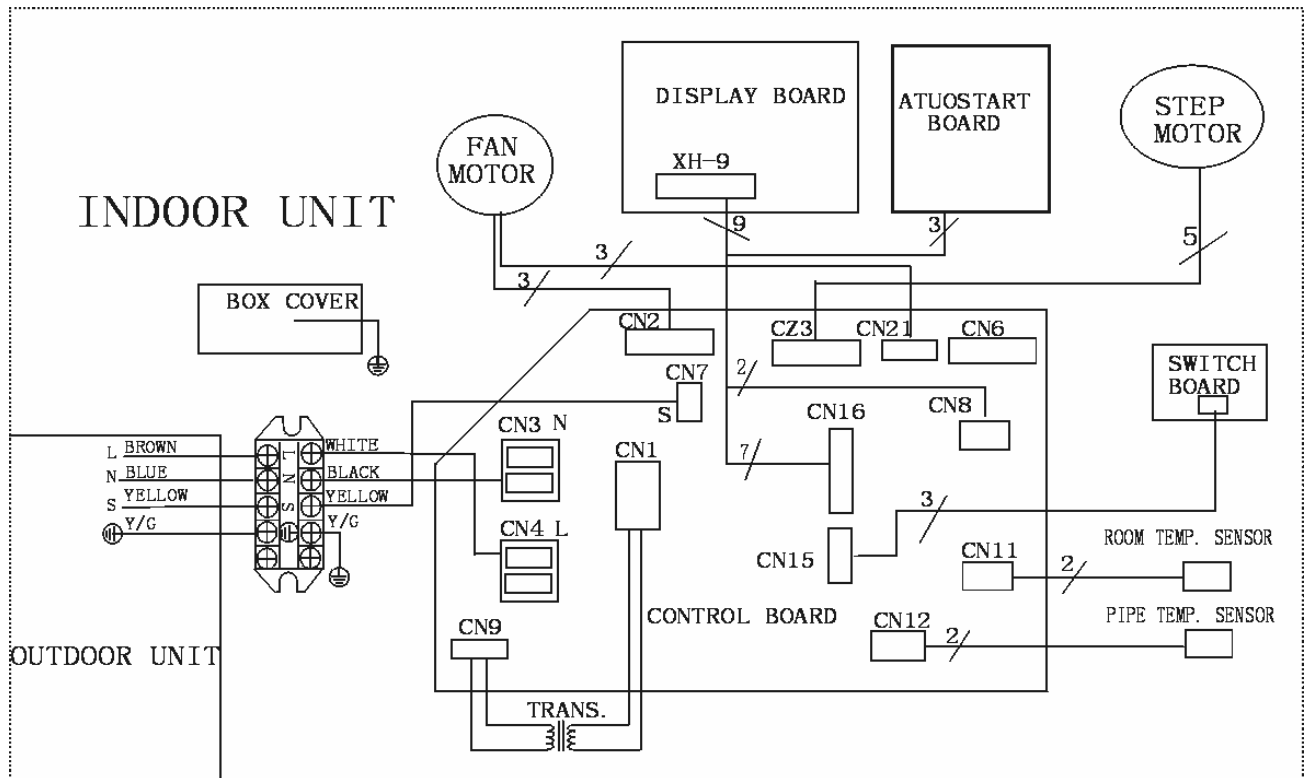 DISPLAY BOARD
ATUOSTART
BOARD
STEP
MOTOR
FAN
MOTOR
XH-9
INDOOR UNIT
9
3
5
3
3
BOX COVER
CN2
CZ3
CN21
CN6
SWITCH
BOARD
CN7
S
2
CN8
CN16
CN3 N
CN1
7
L BROWN
WHITE
N BLUE
BLACK
S YELLOW
YELLOW
Y/G
Y/G
L
N
S
CN4 L
3
CN15
CN11
2
ROOM TEMP. SENSOR
CONTROL BOARD
CN12
2
PIPE TEMP. SENSOR
CN9
OUTDOOR UNIT
TRANS.